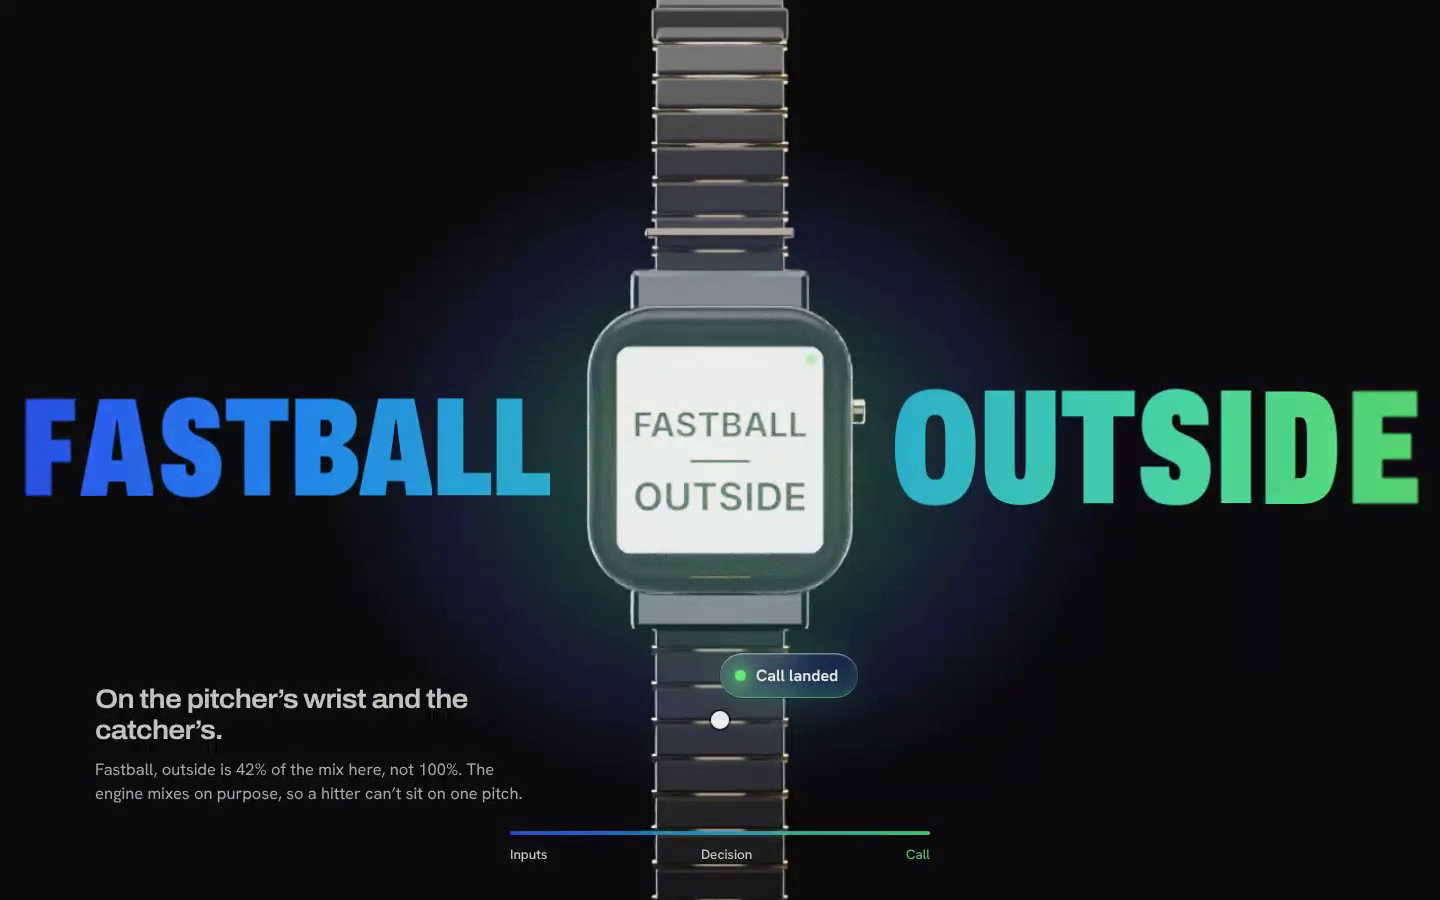 FASTBALL
OUTSIDE
FASTBALL
OUTSIDE
Call landed
On the pitcher’s wrist and the
catcher’s.
Fastball, outside is 42% of the mix here, not 100%. The
engine mixes on purpose, so a hitter can’t sit on one pitch.
Inputs
Decision
Call